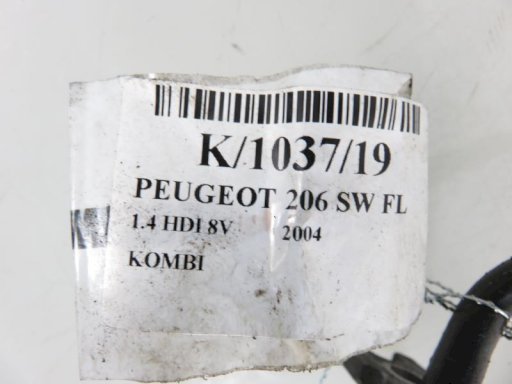 K/1037/19
PEUGEOT 206 SW FL
1.4 HDI 8V 2004
KOMBI